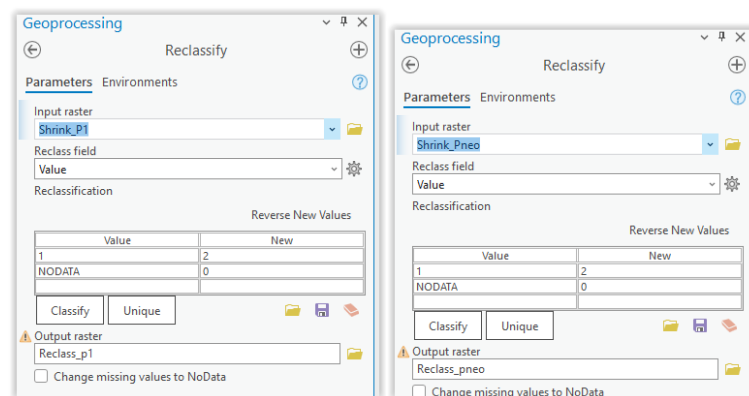 Geoprocessing
Reclassify
Parameters Environments
Input raster
Shrink_P1
Reclass field
Value
Reclassification
Reverse New Values
Value New
1 2
NODATA 0
Classify Unique
Output raster
Reclass_p1
Change missing values to NoData
Geoprocessing
Reclassify
Parameters Environments
Input raster
Shrink_Pneo
Reclass field
Value
Reclassification
Reverse New Values
Value New
1 2
NODATA 0
Classify Unique
Output raster
Reclass_pneo
Change missing values to NoData